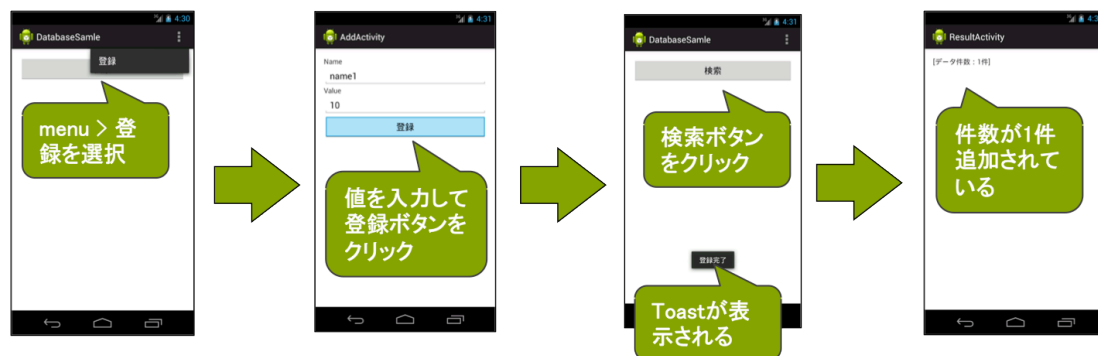 4:30
DatabaseSamle
登録
menu > 登
録を選択
4:31
AddActivity
Name
name1
Value
10
登録
値を入力して
登録ボタンを
クリック
4:31
DatabaseSamle
検索
検索ボタン
をクリック
登録完了
Toastが表
示される
ResultActivity
[データ件数：1件]
件数が1件
追加されて
いる